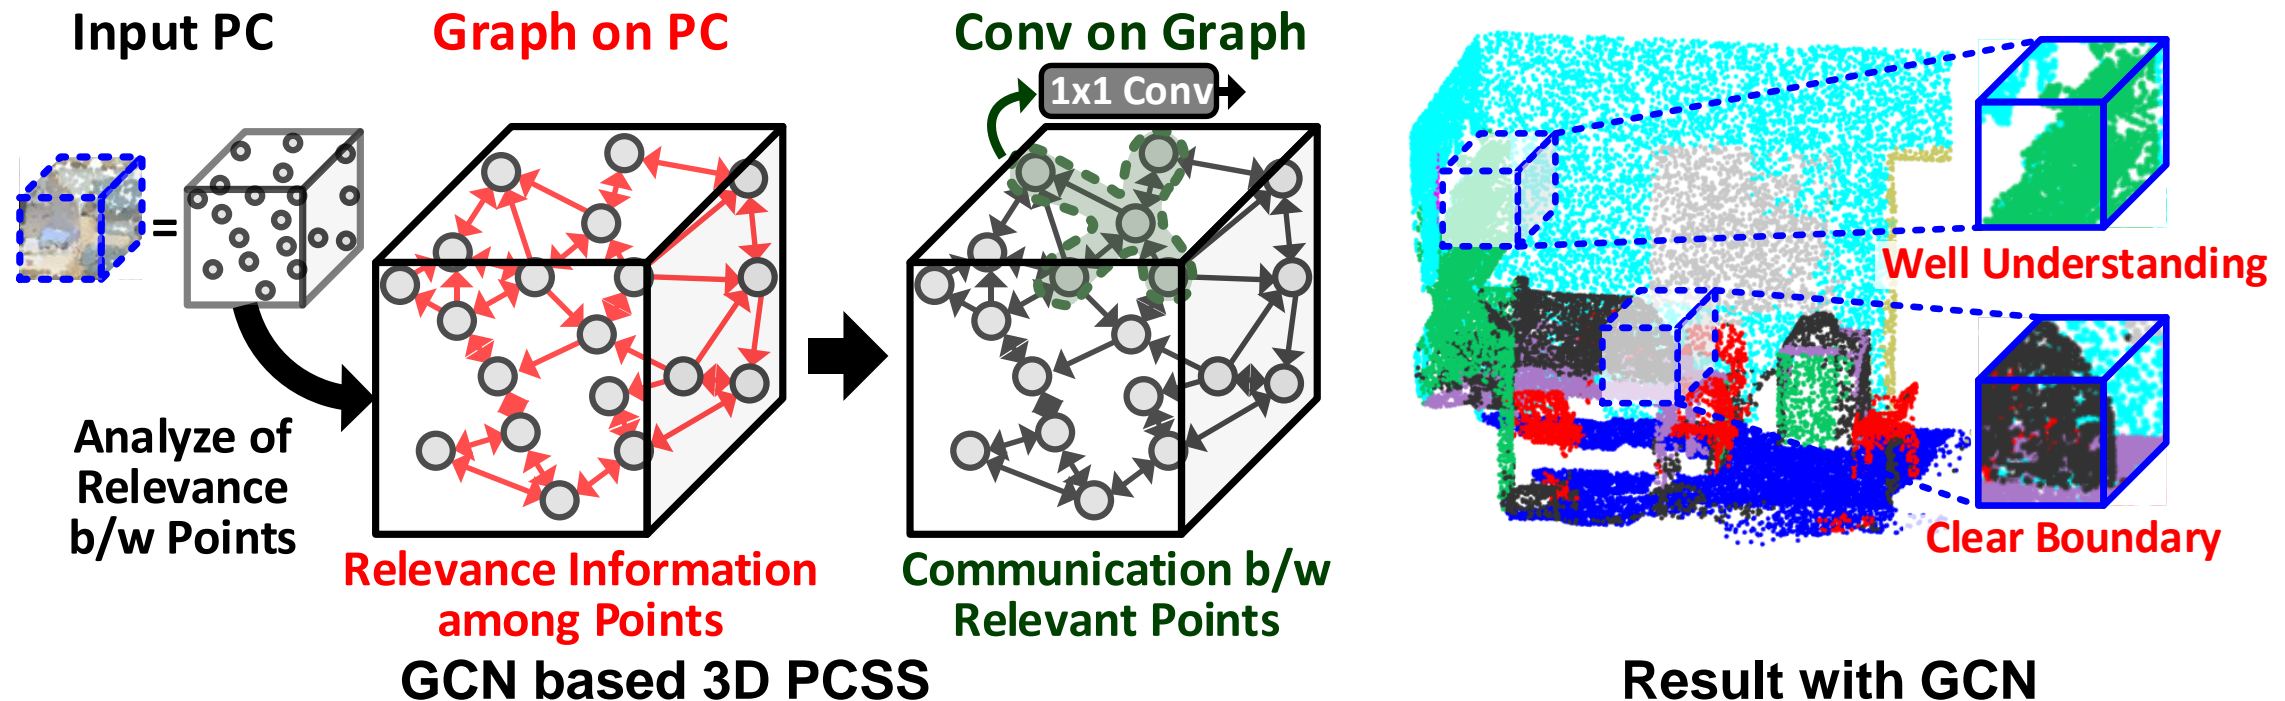 Input PC
Graph on PC
Conv on Graph
1x1 Conv
=
Analyze of
Relevance
b/w Points
Relevance Information
among Points
Communication b/w
Relevant Points
Well Understanding
Clear Boundary
GCN based 3D PCSS
Result with GCN